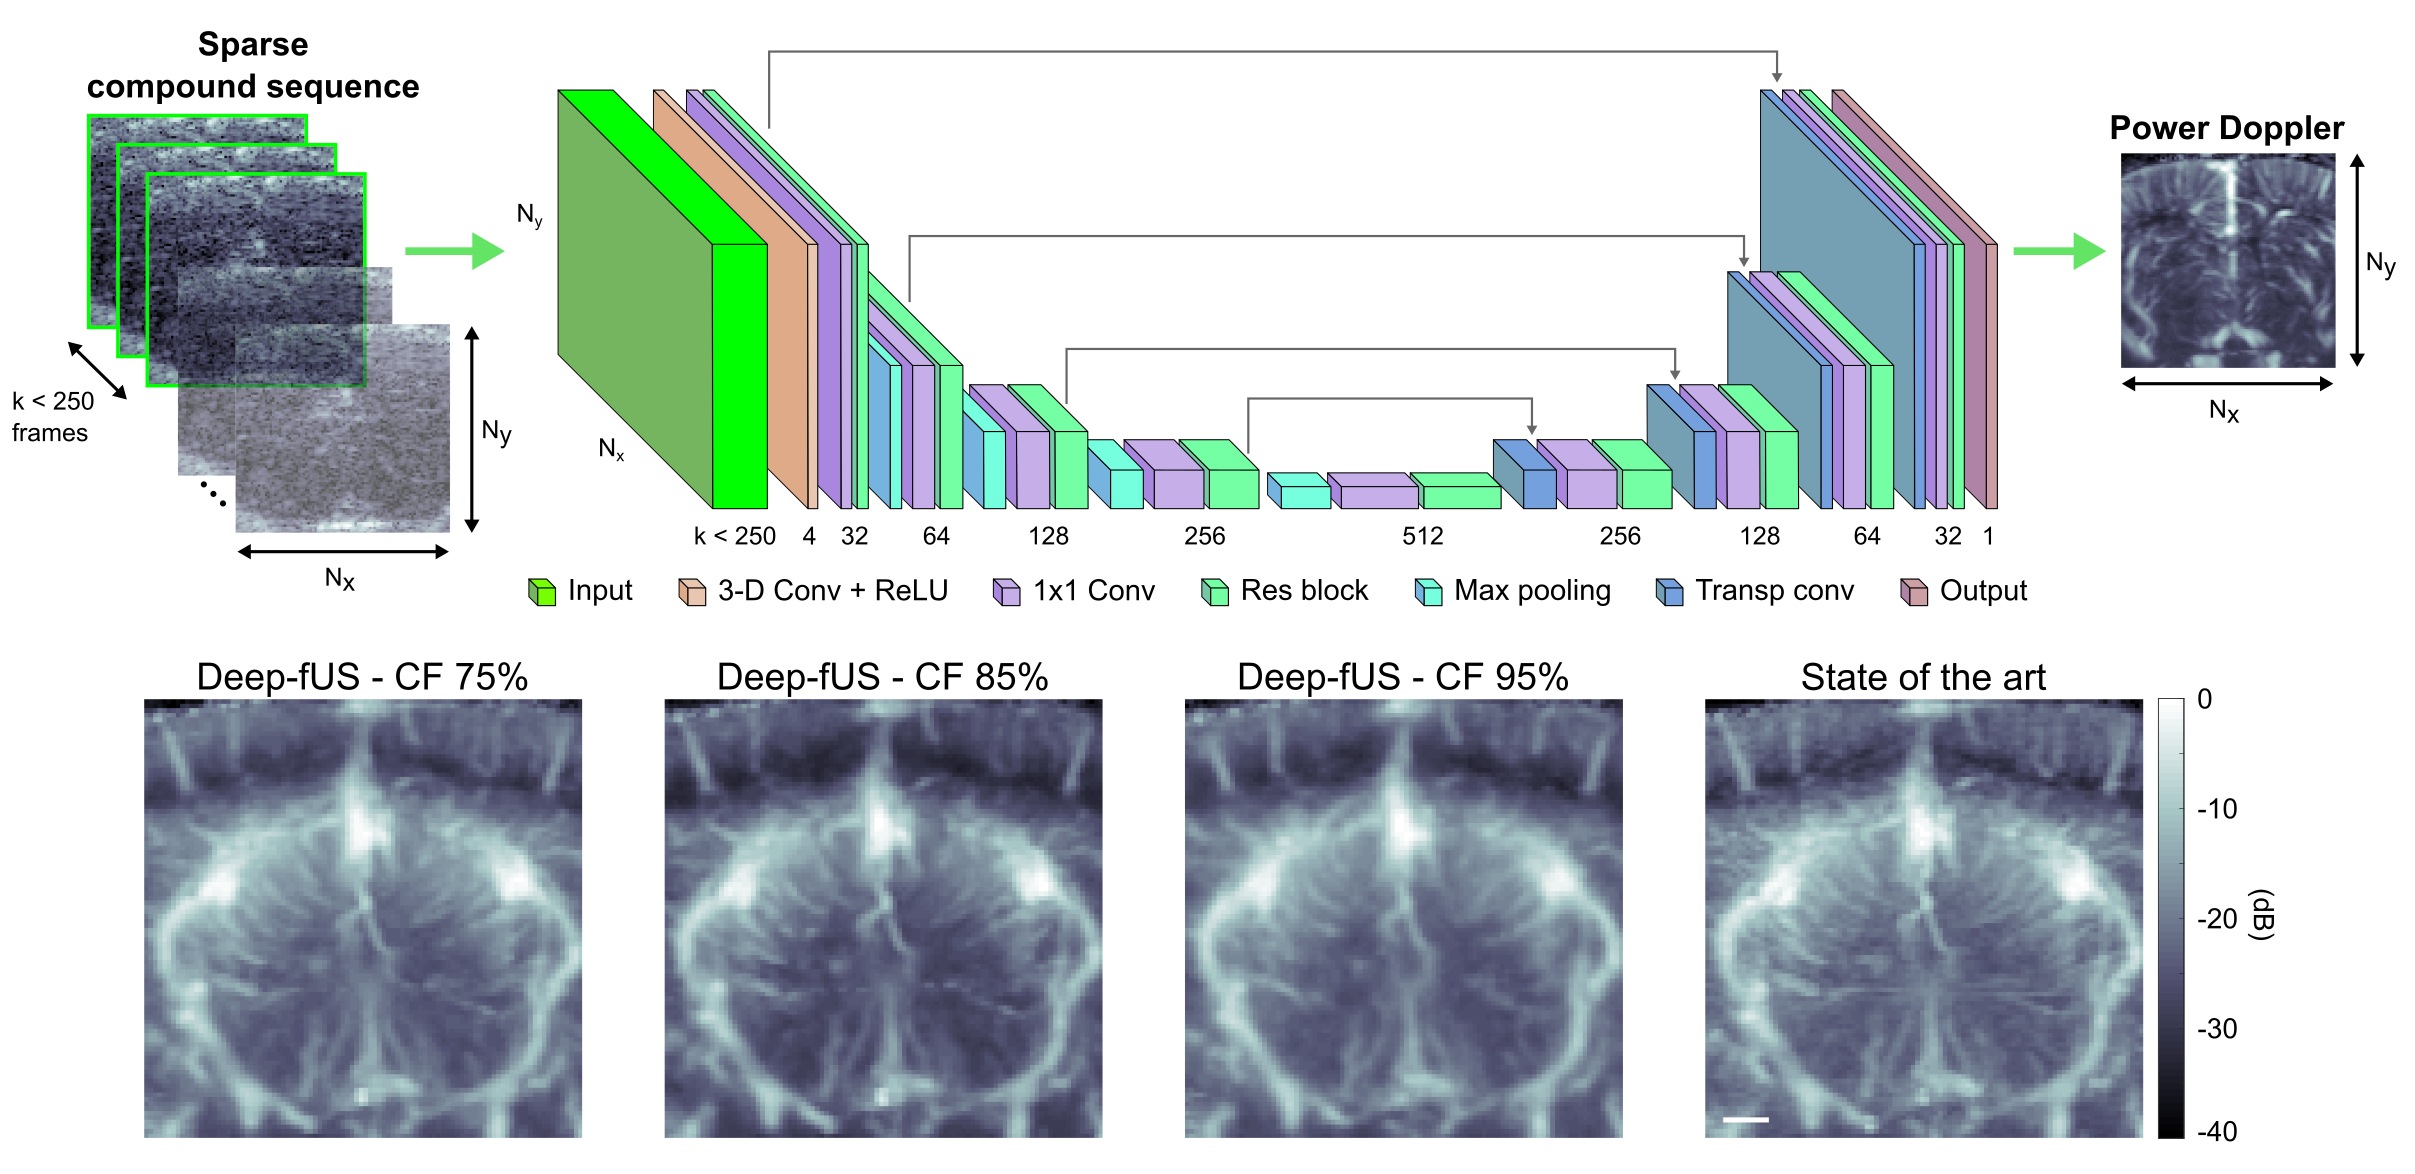 Sparse
compound sequence
k < 250
frames
Ny
Nx
Ny
Nx
k < 250 4 32 64 128 256 512 256 128 64 32 1
Power Doppler
Ny
Nx
Input 3-D Conv + ReLU 1x1 Conv Res block Max pooling Transp conv Output
Deep-fUS - CF 75%
Deep-fUS - CF 85%
Deep-fUS - CF 95%
State of the art
0
-10
-20
-30
-40
(dB)